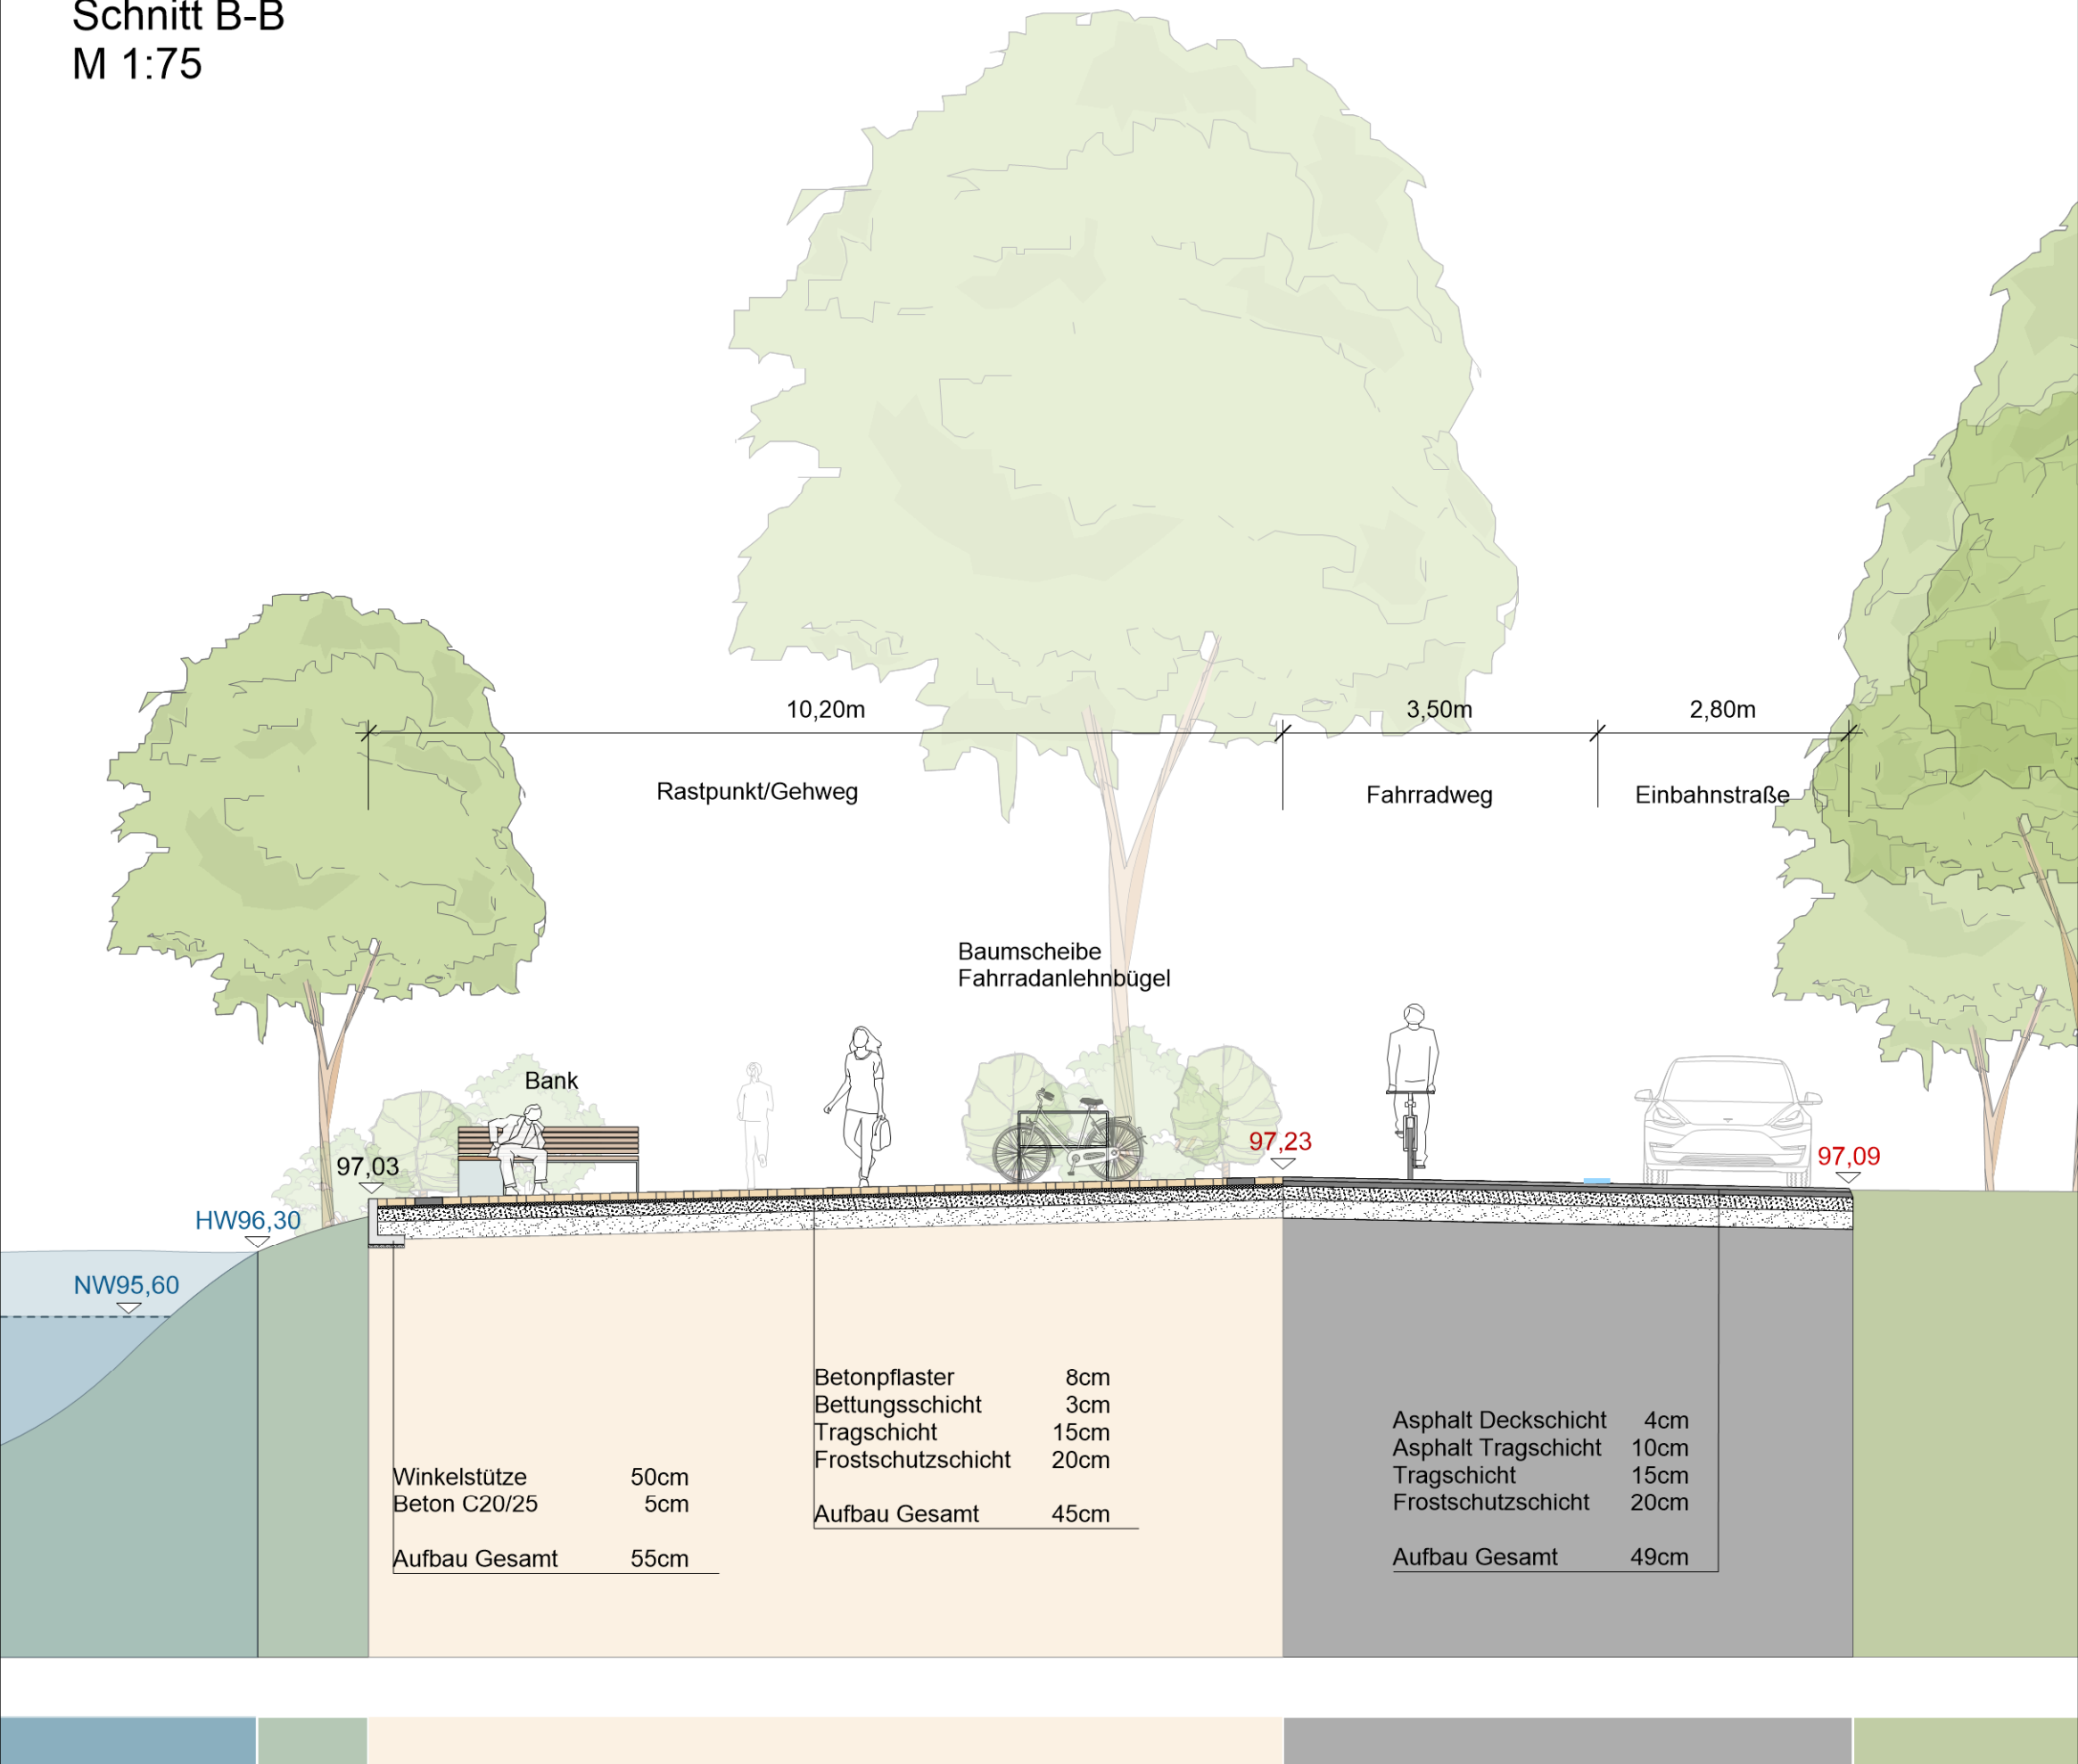 Schnitt B-B
M 1:75
10,20m
3,50m
2,80m
Rastpunkt/Gehweg
Fahrradweg
Einbahnstraße
Baumscheibe
Fahrradanlehnbügel
Bank
97,03
97,23
97,09
HW96,30
NW95,60
Winkelstütze 50cm
Beton C20/25 5cm
Aufbau Gesamt 55cm
Betonpflaster 8cm
Bettungsschicht 3cm
Tragschicht 15cm
Frostschutzschicht 20cm
Aufbau Gesamt 45cm
Asphalt Deckschicht 4cm
Asphalt Tragschicht 10cm
Tragschicht 15cm
Frostschutzschicht 20cm
Aufbau Gesamt 49cm